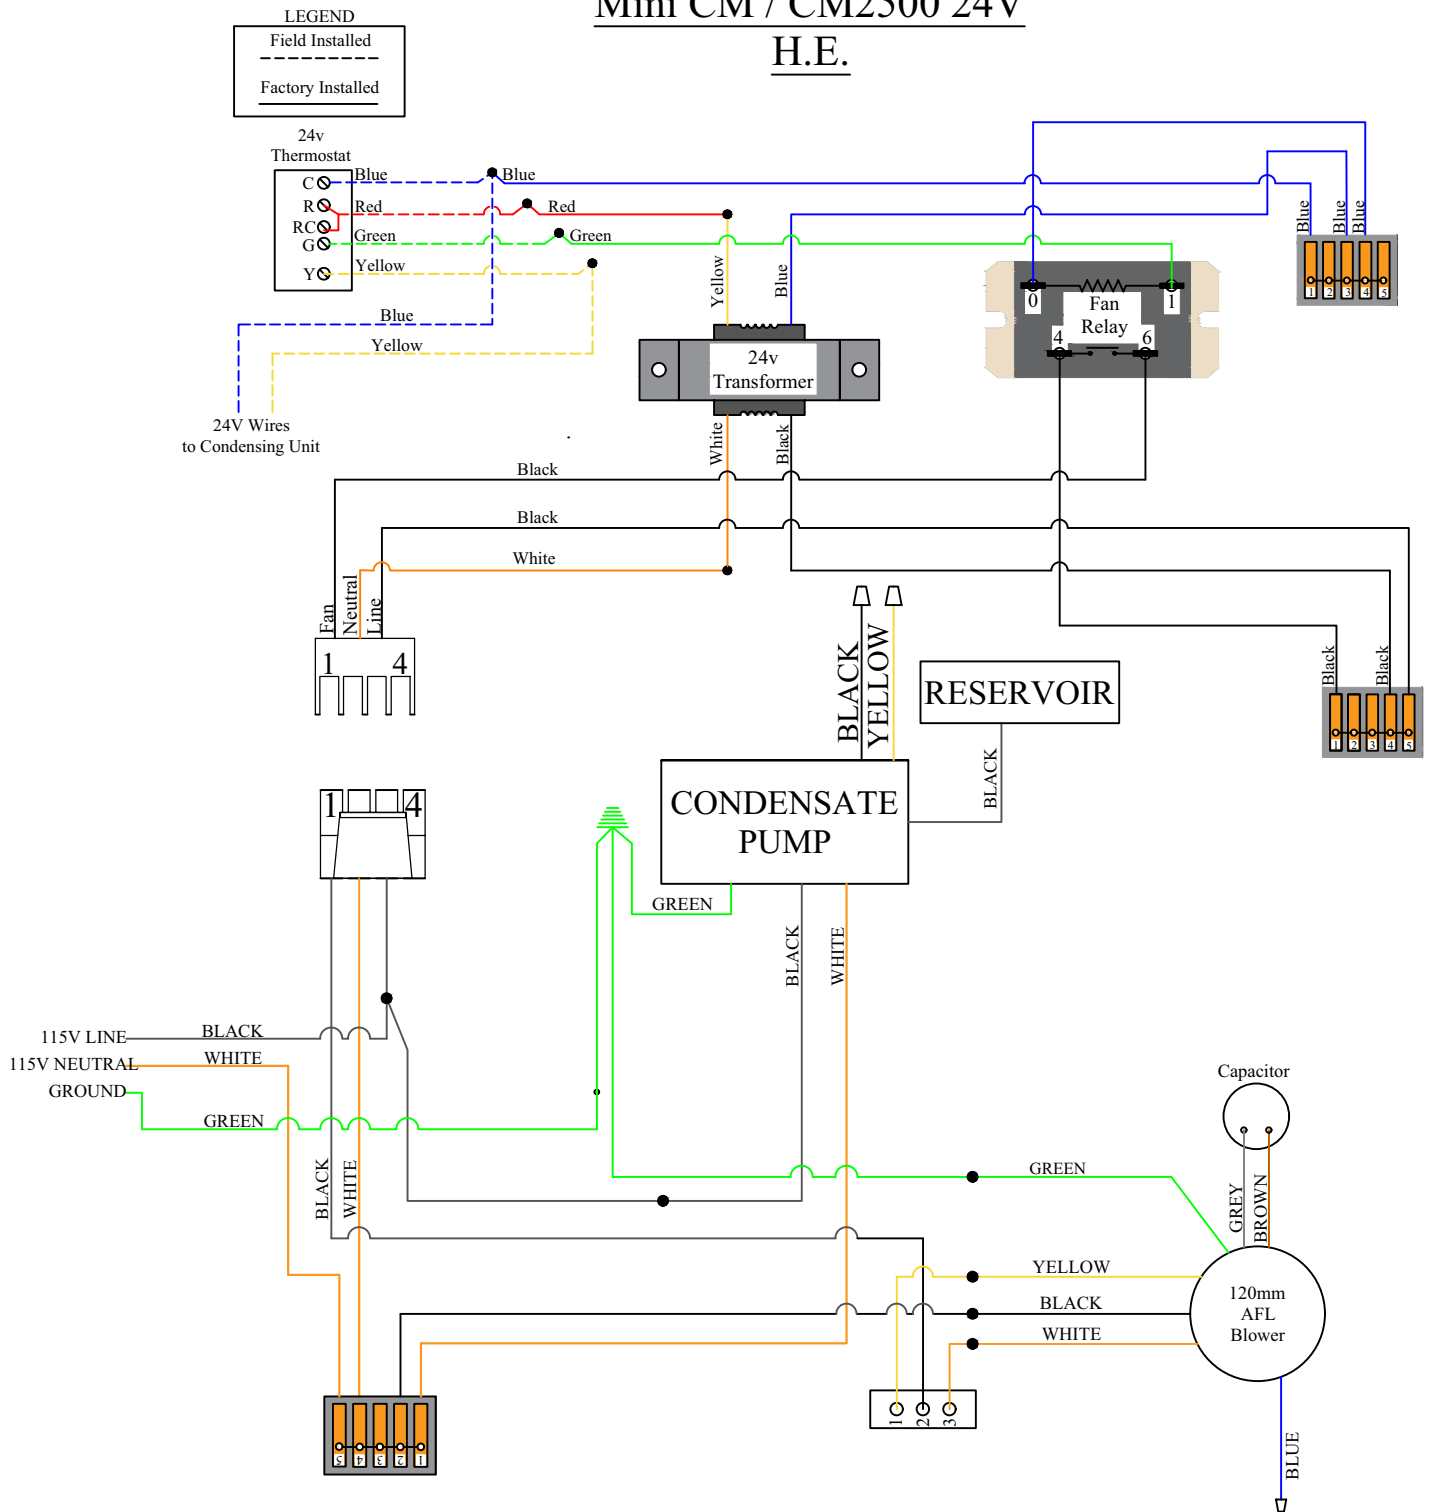 Mini CM / CM2500 24V
H.E.
LEGEND
Field Installed
Factory Installed
24v
Thermostat
C
R
RC
G
Y
Blue
Blue
Red
Red
Green
Green
Yellow
Blue
Yellow
24V Wires
to Condensing Unit
Yellow
Blue
24v
Transformer
White
Black
0
1
Fan
Relay
4
6
Blue
Blue
Blue
1
2
3
4
5
Black
Black
White
Fan
Neutral
Line
1
4
Black
Black
1
2
3
4
5
BLACK
YELLOW
RESERVOIR
BLACK
CONDENSATE
PUMP
1
4
GREEN
BLACK
WHITE
115V LINE
BLACK
115V NEUTRAL
WHITE
GROUND
GREEN
BLACK
WHITE
Capacitor
GREY
BROWN
GREEN
YELLOW
BLACK
WHITE
120mm
AFL
Blower
BLUE
5
4
3
2
1
1
2
3